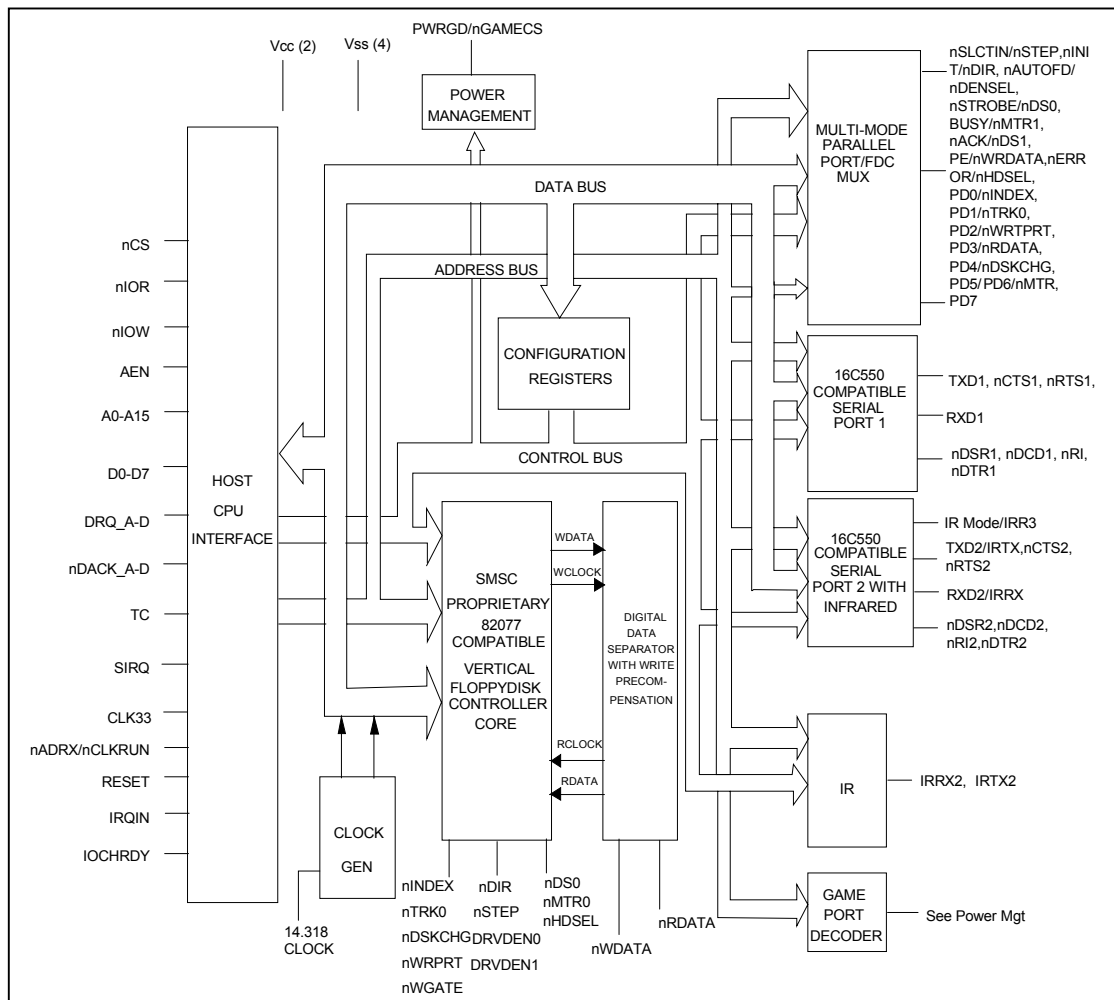 PWRGD/nGAMECS
Vcc (2)
Vss (4)
POWER
MANAGEMENT
nSLCTIN/nSTEP,nINI
T/nDIR, nAUTOFD/
nDENSEL,
nSTROBE/nDS0,
BUSY/nMTR1,
nACK/nDS1,
PE/nWRDATA,nERR
OR/nHDSEL,
PD0/nINDEX,
PD1/nTRK0,
PD2/nWRTPRT,
PD3/nRDATA,
PD4/nDSKCHG,
PD5/ PD6/nMTR,
PD7
MULTI-MODE
PARALLEL
PORT/FDC
MUX
DATA BUS
ADDRESS BUS
CONFIGURATION
REGISTERS
CONTROL BUS
nCS
nIOR
nIOW
AEN
A0-A15
D0-D7
DRQ_A-D
nDACK_A-D
TC
SIRQ
CLK33
nADRX/nCLKRUN
RESET
IRQIN
IOCHRDY
HOST
CPU
INTERFACE
16C550
COMPATIBLE
SERIAL
PORT 1
TXD1, nCTS1, nRTS1,
RXD1
nDSR1, nDCD1, nRI,
nDTR1
16C550
COMPATIBLE
SERIAL
PORT 2 WITH
INFRARED
IR Mode/IRR3
TXD2/IRTX,nCTS2,
nRTS2
RXD2/IRRX
nDSR2,nDCD2,
nRI2,nDTR2
SMSC
PROPRIETARY
82077
COMPATIBLE
VERTICAL
FLOPPYDISK
CONTROLLER
CORE
WDATA
WCLOCK
RCLOCK
RDATA
DIGITAL
DATA
SEPARATOR
WITH WRITE
PRECOM-
PENSATION
IR
IRRX2, IRTX2
CLOCK
GEN
14.318
CLOCK
nINDEX
nTRK0
nDSKCHG
nWRPRT
nWGATE
nDIR
nSTEP
DRVDEN0
DRVDEN1
nDS0
nMTR0
nHDSEL
nWDATA
nRDATA
GAME
PORT
DECODER
See Power Mgt